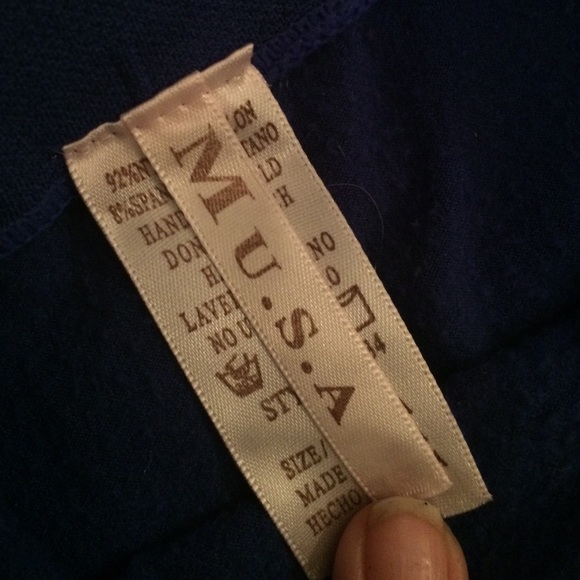 M U.S.A
92%N
8%SPAN
HAND
DON
H
LAVE
NO U
STY
SIZE/
MADE
HECHO
ON
TANO
LD
H
NO
O
14